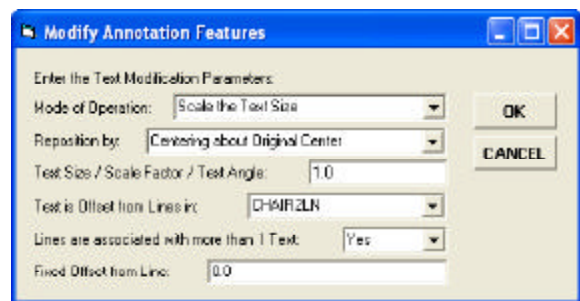 Modify Annotation Features
Enter the Text Modification Parameters:
Mode of Operation: Scale the Text Size
OK
Reposition by: Centering about Original Center
CANCEL
Text Size / Scale Factor / Text Angle: 1.0
Text is Offset from Lines in: CHAIR2LN
Lines are associated with more than 1 Text: Yes
Fixed Offset from Line: 0.0